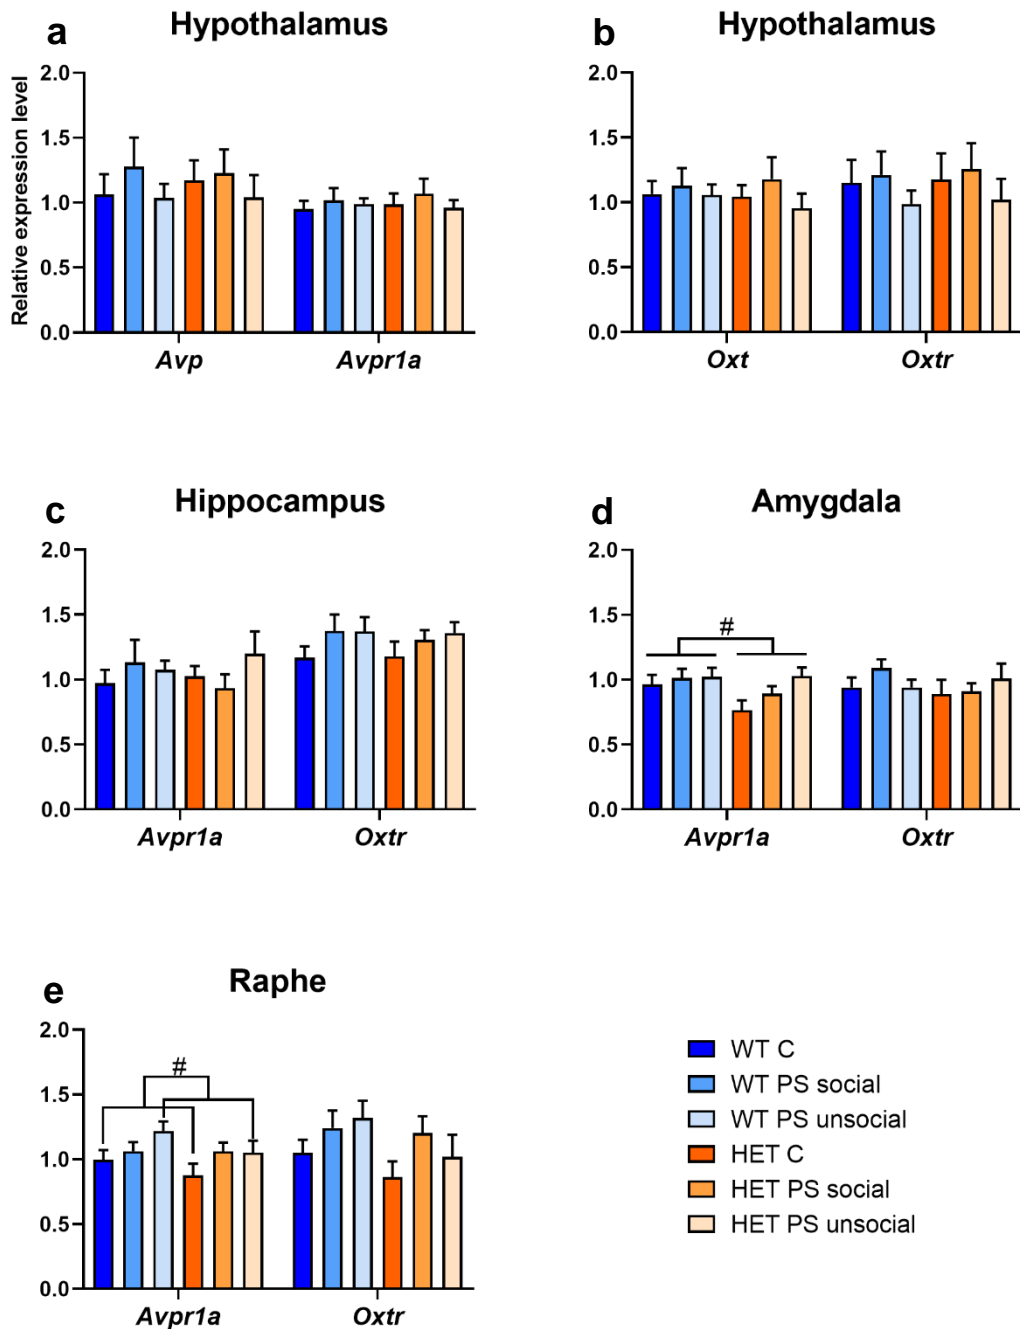 a Hypothalamus
Relative expression level
2.0
1.5
1.0
0.5
0.0
Avp Avpr1a
b Hypothalamus
2.0
1.5
1.0
0.5
0.0
Oxt Oxtr
c Hippocampus
2.0
1.5
1.0
0.5
0.0
Avpr1a Oxtr
d Amygdala
2.0
1.5
1.0
0.5
0.0
#
Avpr1a Oxtr
e Raphe
2.0
1.5
1.0
0.5
0.0
#
Avpr1a Oxtr
WT C
WT PS social
WT PS unsocial
HET C
HET PS social
HET PS unsocial